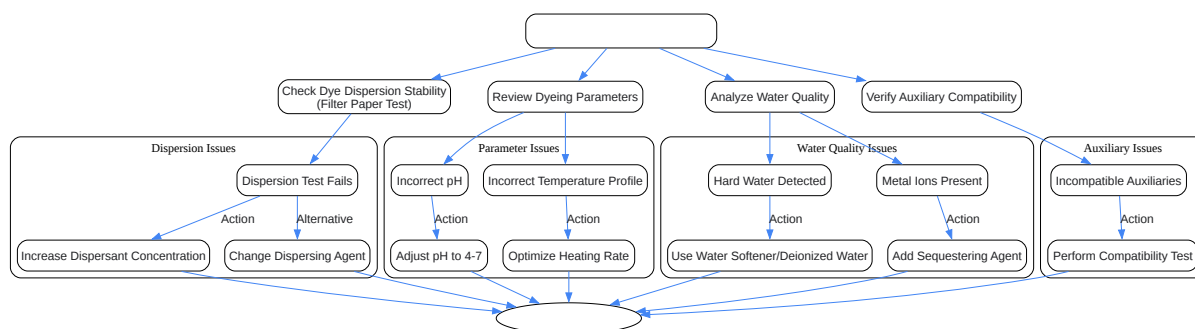 Check Dye Dispersion Stability
(Filter Paper Test)
Review Dyeing Parameters
Analyze Water Quality
Verify Auxiliary Compatibility
Dispersion Issues
Parameter Issues
Water Quality Issues
Auxiliary Issues
Dispersion Test Fails
Incorrect pH
Incorrect Temperature Profile
Hard Water Detected
Metal Ions Present
Incompatible Auxiliaries
Action
Alternative
Action
Action
Action
Action
Action
Increase Dispersant Concentration
Change Dispersing Agent
Adjust pH to 4-7
Optimize Heating Rate
Use Water Softener/Deionized Water
Add Sequestering Agent
Perform Compatibility Test